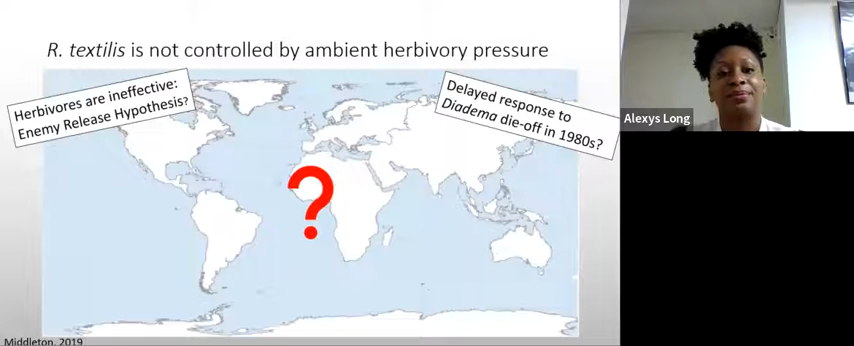 R. textilis is not controlled by ambient herbivory pressure
Herbivores are ineffective:
Enemy Release Hypothesis?
Delayed response to
Diadema die-off in 1980s?
?
Alexys Long
Middleton, 2019